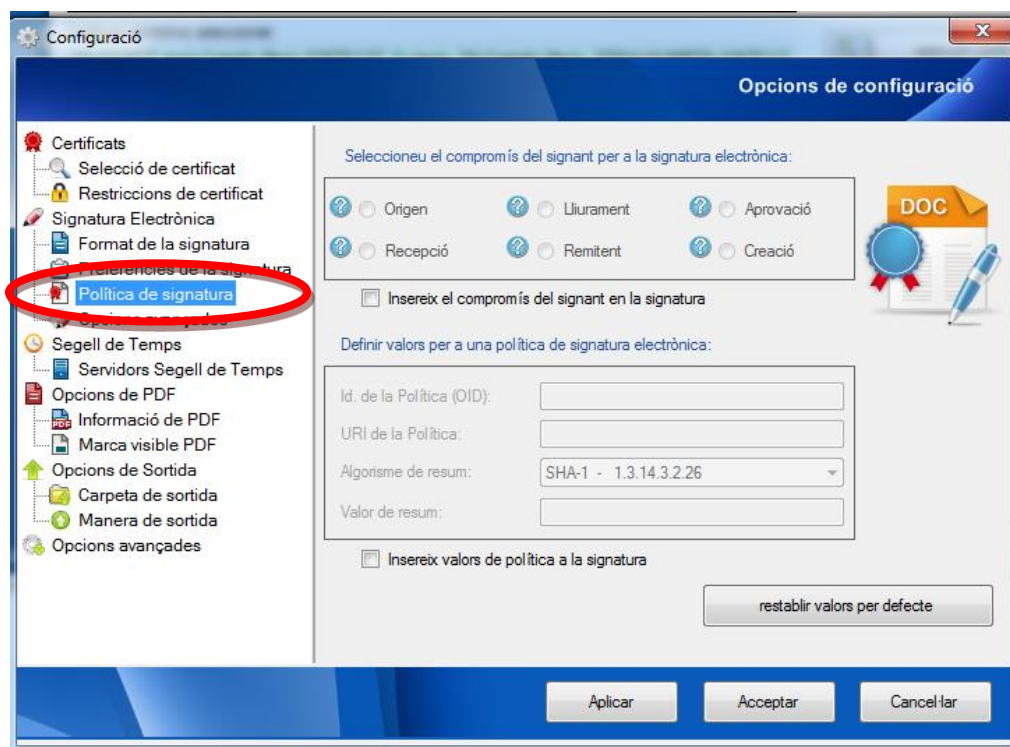 Configuració
Opcions de configuració
Certificats
Selecció de certificat
Restriccions de certificat
Signatura Electrònica
Format de la signatura
Preferències de la signatura
Política de signatura
Opcions avançades
Segell de Temps
Servidors Segell de Temps
Opcions de PDF
Informació de PDF
Marca visible PDF
Opcions de Sortida
Carpeta de sortida
Manera de sortida
Opcions avançades
Seleccioneu el compromís del signant per a la signatura electrònica:
Origen Lliurament Aprovació
Recepció Remitent Creació
Insereix el compromís del signant en la signatura
DOC
Definir valors per a una política de signatura electrònica:
Id. de la Política (OID):
URI de la Política:
Algorisme de resum: SHA-1 - 1.3.14.3.2.26
Valor de resum:
Insereix valors de política a la signatura
restablir valors per defecte
Aplicar Acceptar Cancel·lar